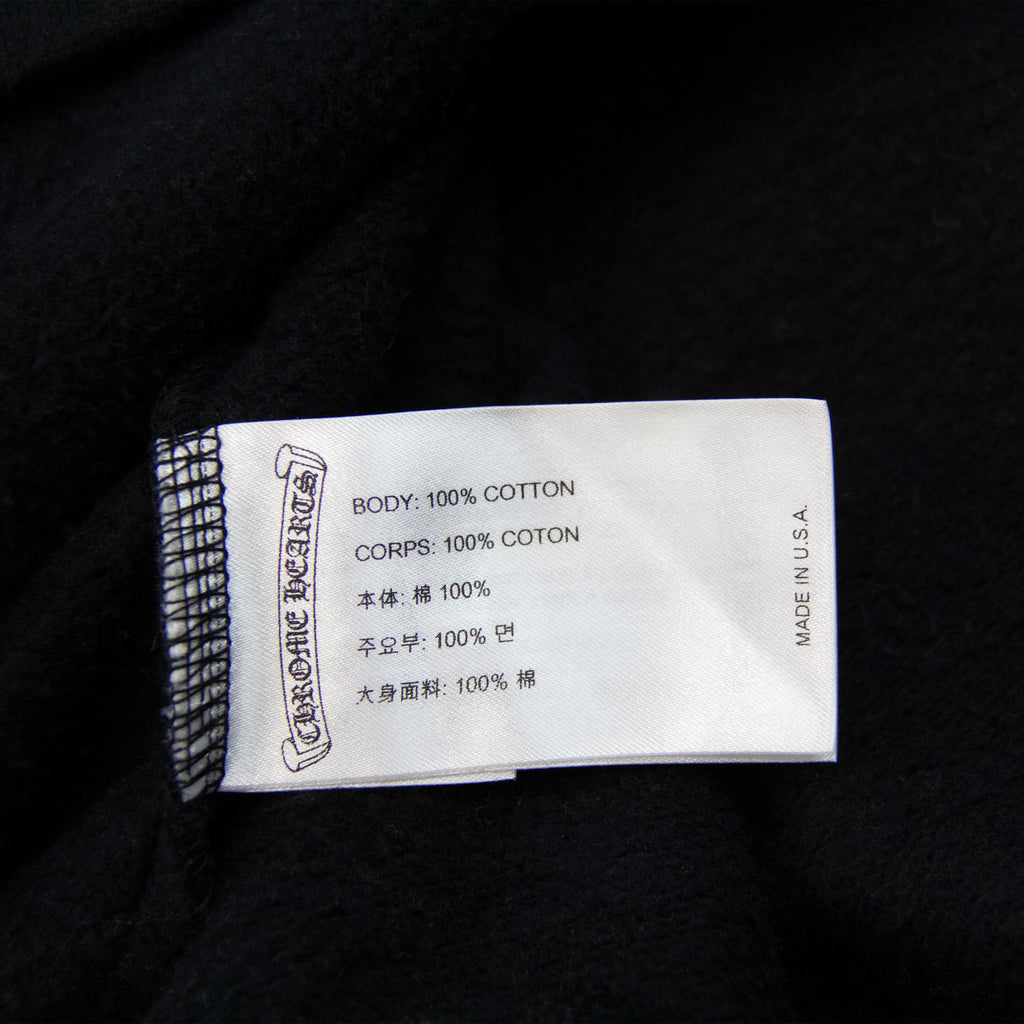 CHROME HEARTS
BODY: 100% COTTON
CORPS: 100% COTON
本体: 棉 100%
주요부: 100% 면
大身面料: 100% 棉
MADE IN U.S.A.